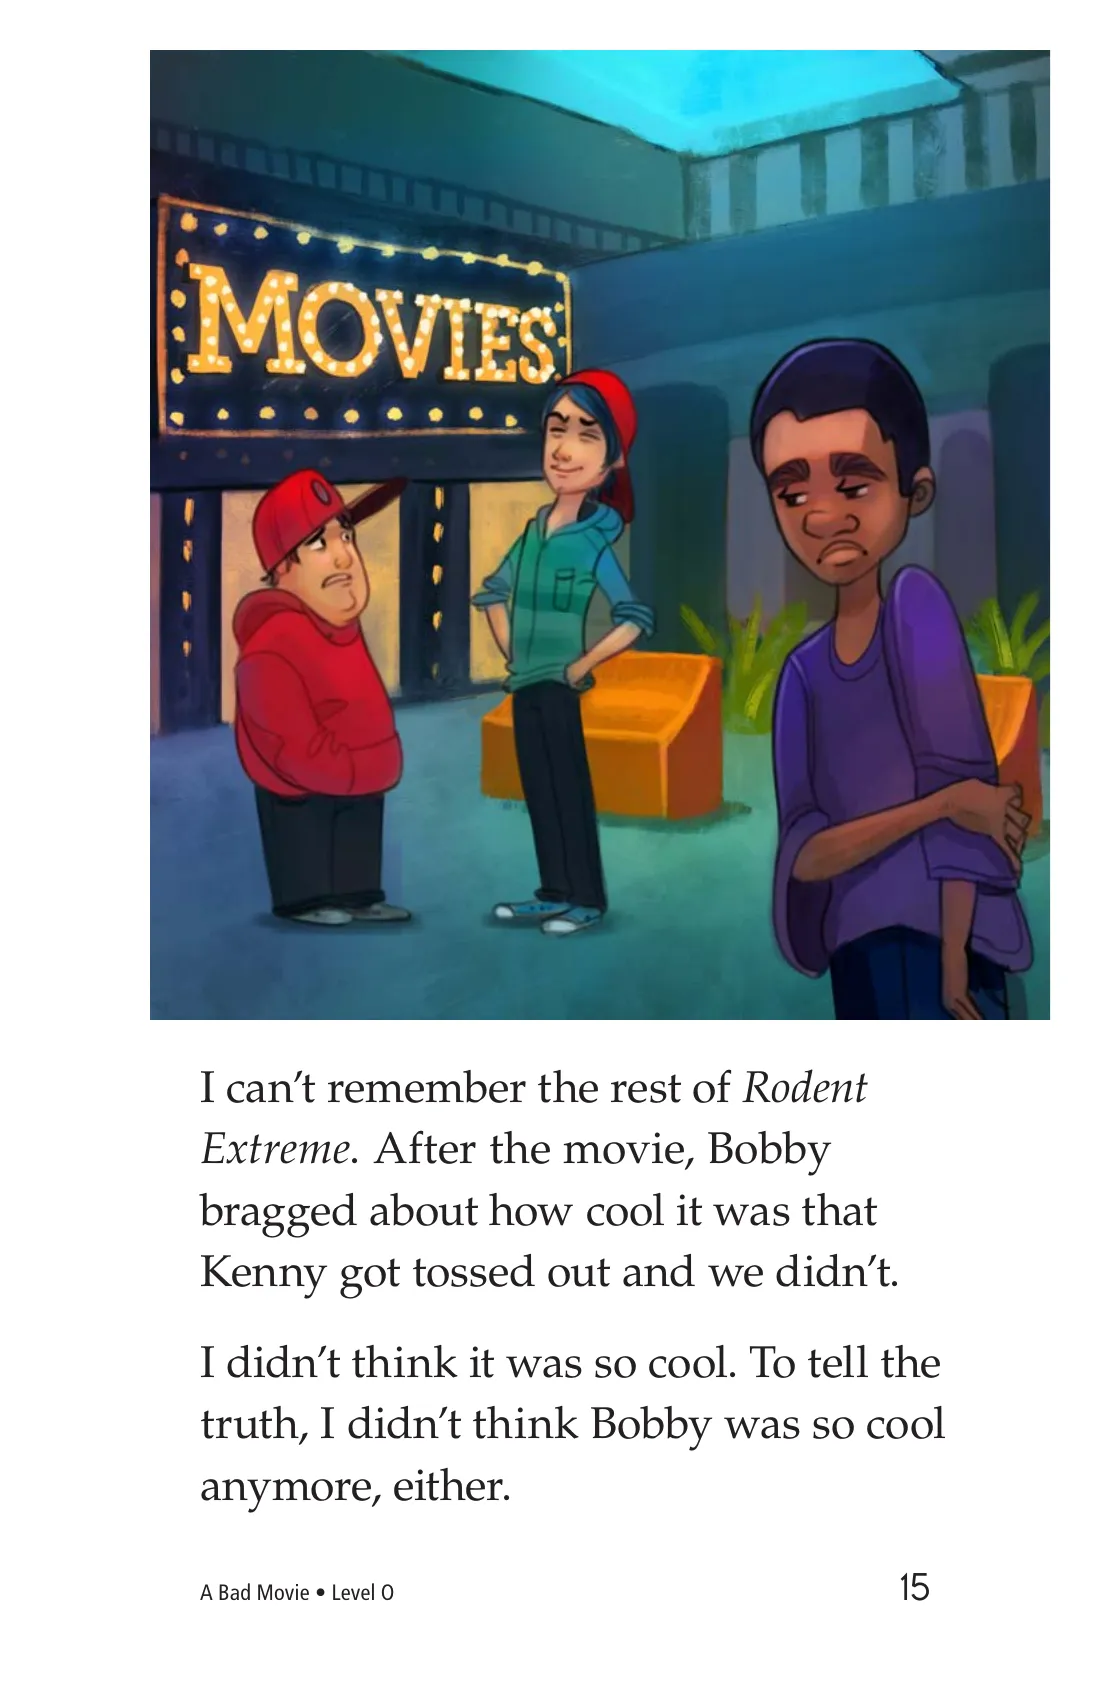 MOVIES
I can’t remember the rest of Rodent
Extreme. After the movie, Bobby
bragged about how cool it was that
Kenny got tossed out and we didn’t.
I didn’t think it was so cool. To tell the
truth, I didn’t think Bobby was so cool
anymore, either.
A Bad Movie • Level O
15